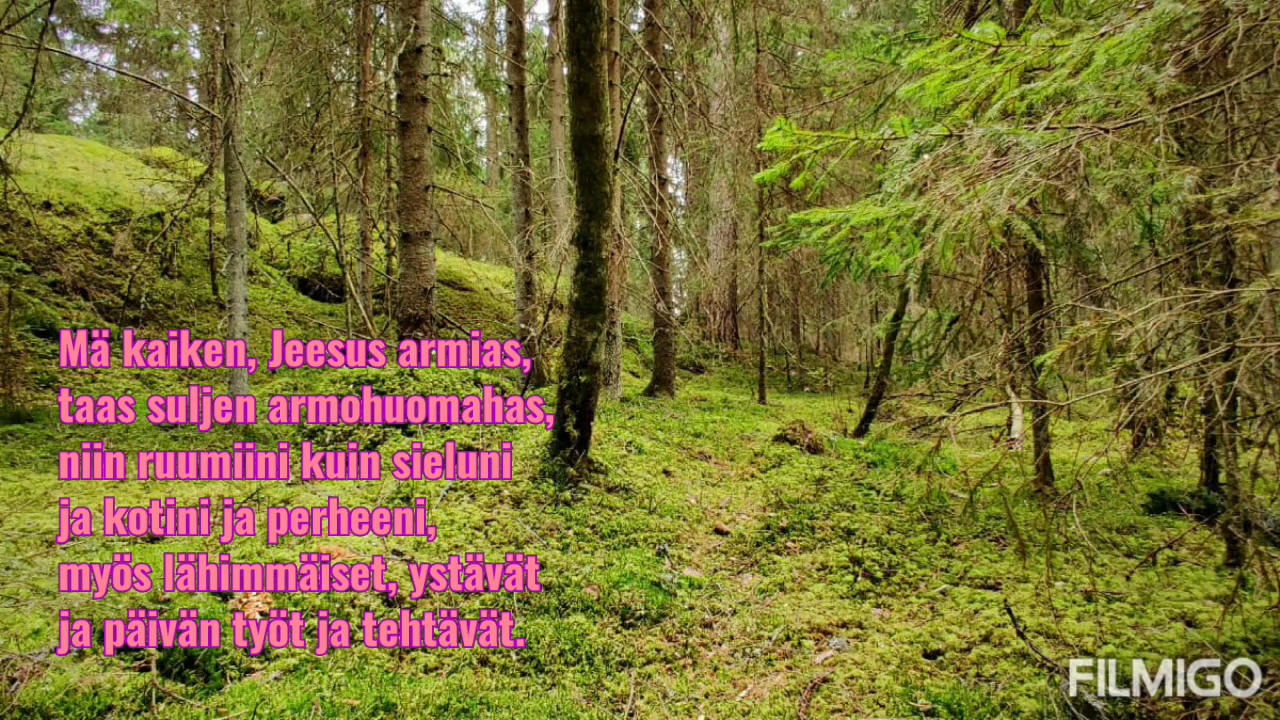 Mä kaiken, Jeesus armias,
taas suljen armohuomahas,
niin ruumiini kuin sieluni
ja kotini ja perheeni,
myös lähimmäiset, ystävät
ja päivän työt ja tehtävät.
FILMIGO